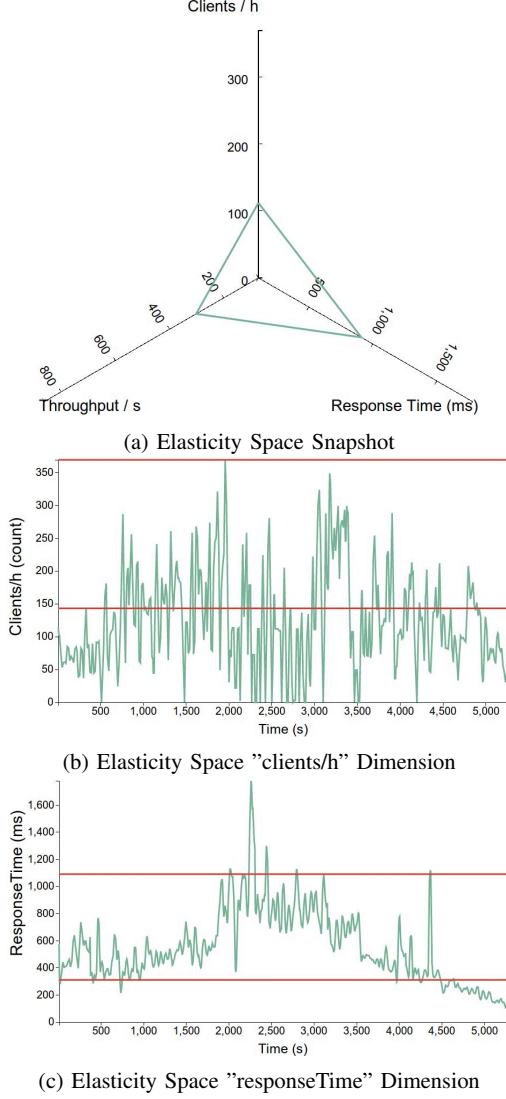 Clients / h
300
200
100
0
200
400
600
800
500
1,000
1,500
Throughput / s
Response Time (ms)
(a) Elasticity Space Snapshot
Clients/h (count)
350
300
250
200
150
100
50
0
500 1,000 1,500 2,000 2,500 3,000 3,500 4,000 4,500 5,000
Time (s)
(b) Elasticity Space ”clients/h” Dimension
ResponseTime (ms)
1,600
1,400
1,200
1,000
800
600
400
200
0
500 1,000 1,500 2,000 2,500 3,000 3,500 4,000 4,500 5,000
Time (s)
(c) Elasticity Space ”responseTime” Dimension